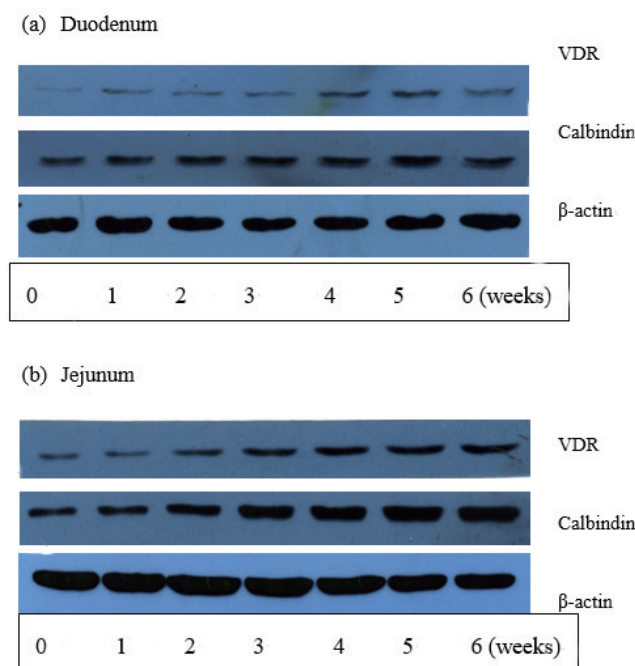 (a) Duodenum
VDR
Calbindin
β-actin
0 1 2 3 4 5 6 (weeks)
(b) Jejunum
VDR
Calbindin
β-actin
0 1 2 3 4 5 6 (weeks)